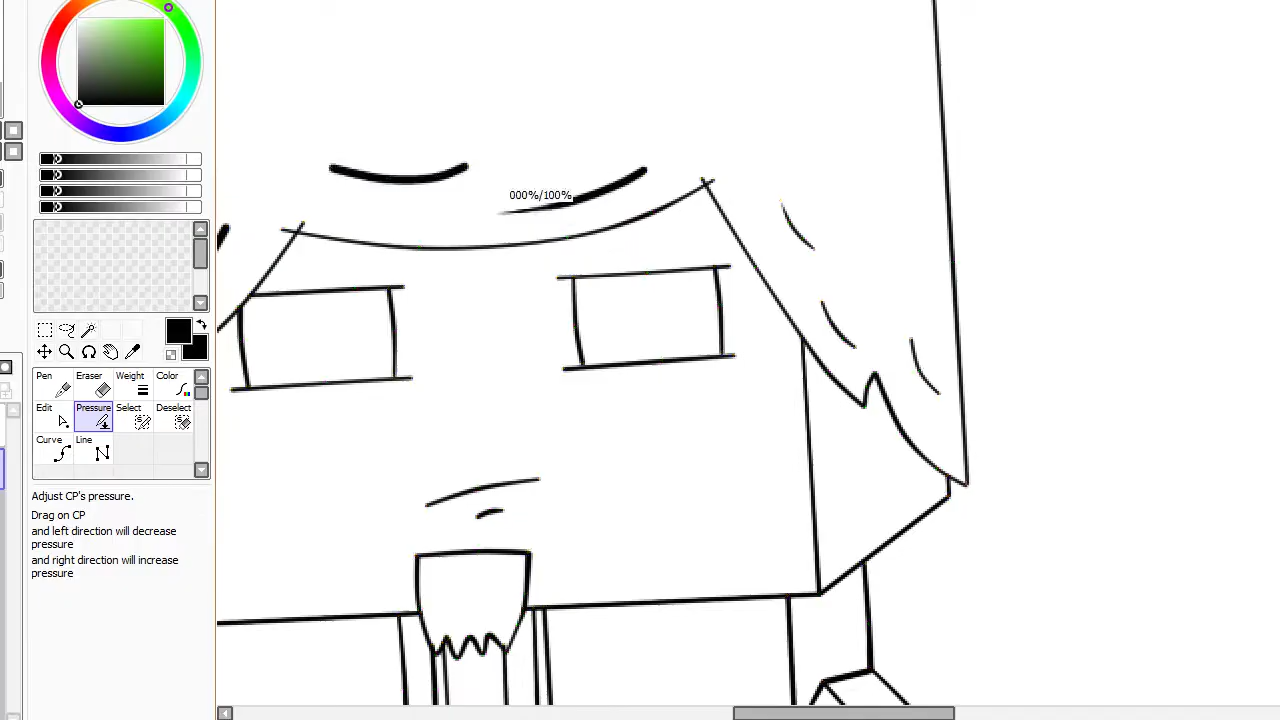 000%/100%
Pen Eraser Weight Color
Edit Pressure Select Deselect
Curve Line
Adjust CP's pressure.
Drag on CP
and left direction will decrease
pressure
and right direction will increase
pressure